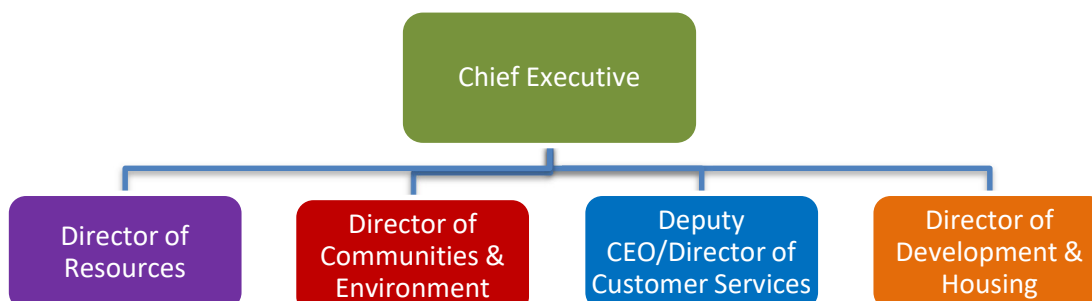 Chief Executive
Director of
Resources
Director of
Communities &
Environment
Deputy
CEO/Director of
Customer Services
Director of
Development &
Housing